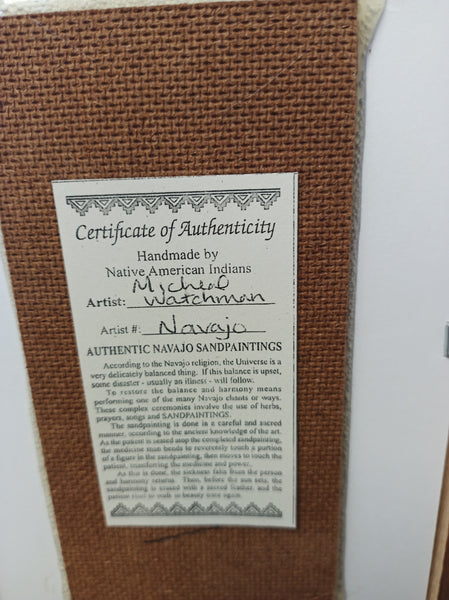 Certificate of Authenticity
Handmade by
Native American Indians
Micheal
Artist: Watchman
Artist #: Navajo
AUTHENTIC NAVAJO SANDPAINTINGS
According to the Navajo religion, the Universe is a
very delicately balanced thing. If this balance is upset,
some disaster - usually an illness - will follow.
To restore the balance and harmony means
performing one of the many Navajo chants or ways.
These complex ceremonies involve the use of herbs,
prayers, songs and SANDPAINTINGS.
The sandpainting is done in a careful and sacred
manner, according to the ancient knowledge of the art.
As the patient is seated atop the completed sandpainting,
the medicine man bends to reverently touch a portion
of a figure in the sandpainting, then moves to touch the
patient, transferring the medicine and power.
As this is done, the sickness falls from the person
and harmony returns. Then, before the sun sets, the
sandpainting is erased with a sacred feather, and the
patient tried to walk in beauty once again.